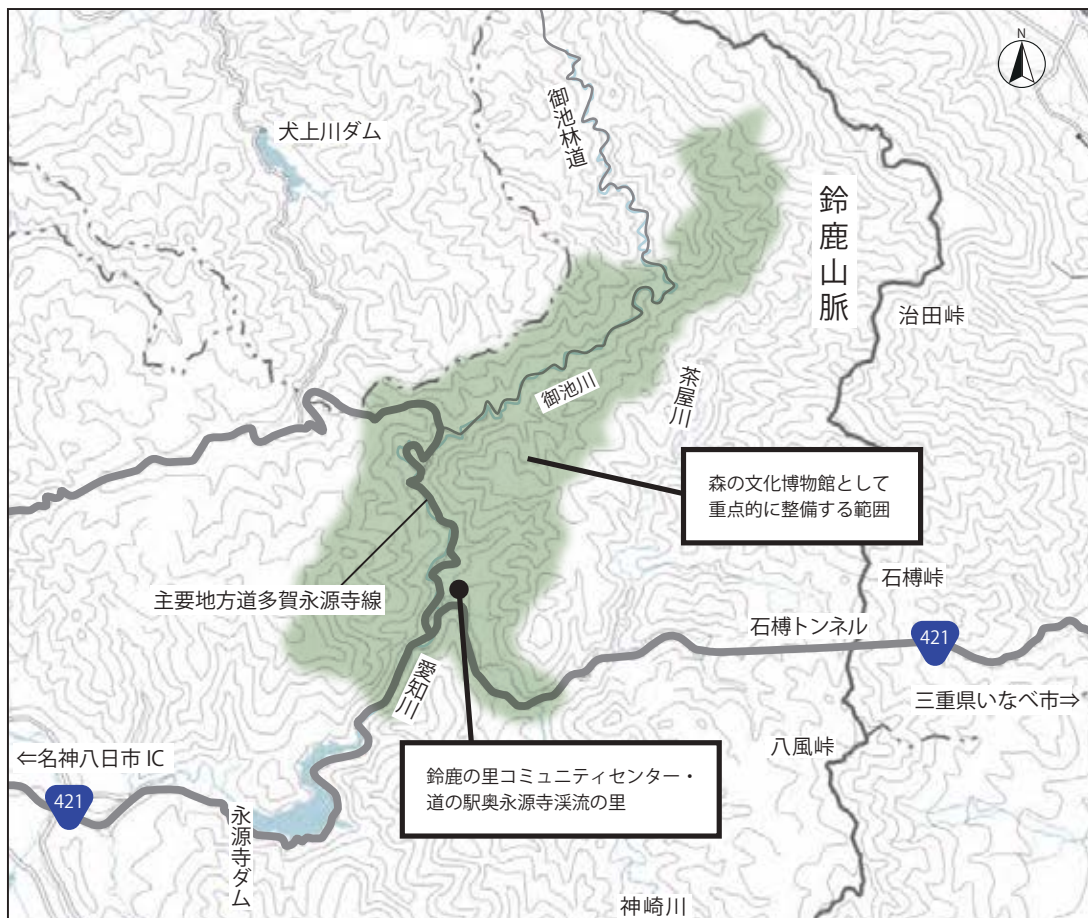 N
御池林道
犬上川ダム
鈴鹿山脈
治田峠
御池川
茶屋川
森の文化博物館として
重点的に整備する範囲
主要地方道多賀永源寺線
石榑峠
石榑トンネル
421
愛知川
三重県いなべ市⇒
⇐名神八日市 IC
八風峠
鈴鹿の里コミュニティセンター・
道の駅奥永源寺渓流の里
421
永源寺ダム
神崎川